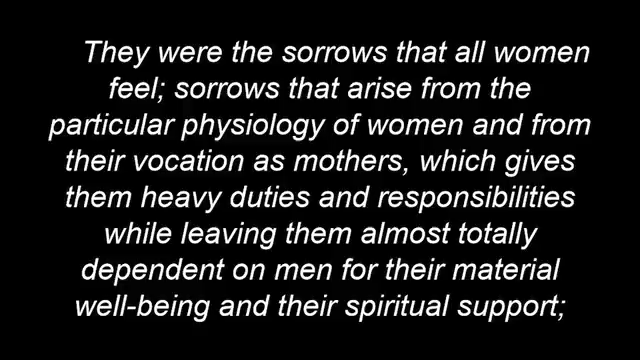 They were the sorrows that all women
feel; sorrows that arise from the
particular physiology of women and from
their vocation as mothers, which gives
them heavy duties and responsibilities
while leaving them almost totally
dependent on men for their material
well-being and their spiritual support;